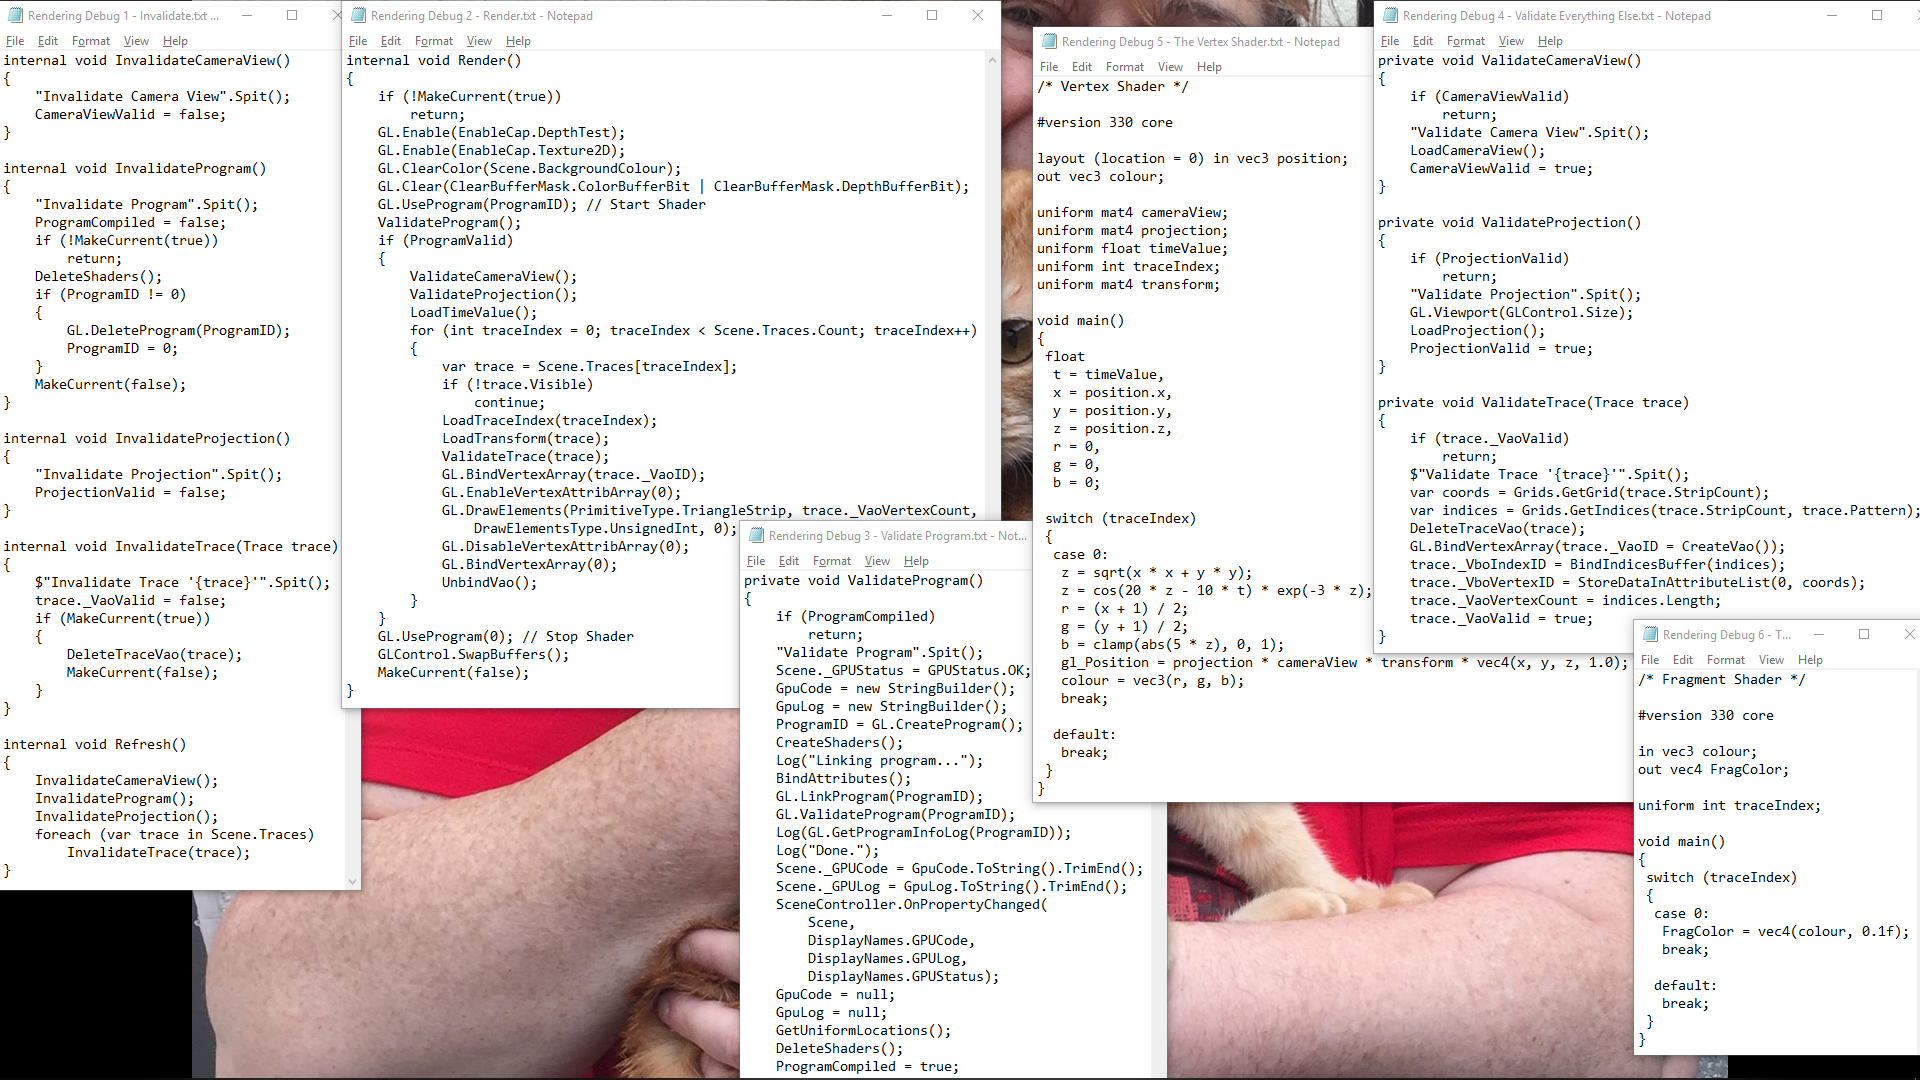 Rendering Debug 1 - Invalidate.txt ...
File Edit Format View Help
internal void InvalidateCameraView()
{
"Invalidate Camera View".Spit();
CameraViewValid = false;
}
internal void InvalidateProgram()
{
"Invalidate Program".Spit();
ProgramCompiled = false;
if (!MakeCurrent(true))
return;
DeleteShaders();
if (ProgramID != 0)
{
GL.DeleteProgram(ProgramID);
ProgramID = 0;
}
MakeCurrent(false);
}
internal void InvalidateProjection()
{
"Invalidate Projection".Spit();
ProjectionValid = false;
}
internal void InvalidateTrace(Trace trace)
{
$"Invalidate Trace '{trace}'".Spit();
trace._VaoValid = false;
if (MakeCurrent(true))
{
DeleteTraceVao(trace);
MakeCurrent(false);
}
}
internal void Refresh()
{
InvalidateCameraView();
InvalidateProgram();
InvalidateProjection();
foreach (var trace in Scene.Traces)
InvalidateTrace(trace);
}
Rendering Debug 2 - Render.txt - Notepad
File Edit Format View Help
internal void Render()
{
if (!MakeCurrent(true))
return;
GL.Enable(EnableCap.DepthTest);
GL.Enable(EnableCap.Texture2D);
GL.ClearColor(Scene.BackgroundColour);
GL.Clear(ClearBufferMask.ColorBufferBit | ClearBufferMask.DepthBufferBit);
GL.UseProgram(ProgramID); // Start Shader
ValidateProgram();
if (ProgramValid)
{
ValidateCameraView();
ValidateProjection();
LoadTimeValue();
for (int traceIndex = 0; traceIndex < Scene.Traces.Count; traceIndex++)
{
var trace = Scene.Traces[traceIndex];
if (!trace.Visible)
continue;
LoadTraceIndex(traceIndex);
LoadTransform(trace);
ValidateTrace(trace);
GL.BindVertexArray(trace._VaoID);
GL.EnableVertexAttribArray(0);
GL.DrawElements(PrimitiveType.TriangleStrip, trace._VaoVertexCount,
DrawElementsType.UnsignedInt, 0);
GL.DisableVertexAttribArray(0);
GL.BindVertexArray(0);
UnbindVao();
}
}
GL.UseProgram(0); // Stop Shader
GLControl.SwapBuffers();
MakeCurrent(false);
}
Rendering Debug 3 - Validate Program.txt - Not...
File Edit Format View Help
private void ValidateProgram()
{
if (ProgramCompiled)
return;
"Validate Program".Spit();
Scene._GPUStatus = GPUStatus.OK;
GpuCode = new StringBuilder();
GpuLog = new StringBuilder();
ProgramID = GL.CreateProgram();
CreateShaders();
Log("Linking program...");
BindAttributes();
GL.LinkProgram(ProgramID);
GL.ValidateProgram(ProgramID);
Log(GL.GetProgramInfoLog(ProgramID));
Log("Done.");
Scene._GPUCode = GpuCode.ToString().TrimEnd();
Scene._GPULog = GpuLog.ToString().TrimEnd();
SceneController.OnPropertyChanged(
Scene,
DisplayNames.GPUCode,
DisplayNames.GPULog,
DisplayNames.GPUStatus);
GpuCode = null;
GpuLog = null;
GetUniformLocations();
DeleteShaders();
ProgramCompiled = true;
Rendering Debug 5 - The Vertex Shader.txt - Notepad
File Edit Format View Help
/* Vertex Shader */
#version 330 core
layout (location = 0) in vec3 position;
out vec3 colour;
uniform mat4 cameraView;
uniform mat4 projection;
uniform float timeValue;
uniform int traceIndex;
uniform mat4 transform;
void main()
{
float
t = timeValue,
x = position.x,
y = position.y,
z = position.z,
r = 0,
g = 0,
b = 0;
switch (traceIndex)
{
case 0:
z = sqrt(x * x + y * y);
z = cos(20 * z - 10 * t) * exp(-3 * z);
r = (x + 1) / 2;
g = (y + 1) / 2;
b = clamp(abs(5 * z), 0, 1);
gl_Position = projection * cameraView * transform * vec4(x, y, z, 1.0);
colour = vec3(r, g, b);
break;
default:
break;
}
}
Rendering Debug 4 - Validate Everything Else.txt - Notepad
File Edit Format View Help
private void ValidateCameraView()
{
if (CameraViewValid)
return;
"Validate Camera View".Spit();
LoadCameraView();
CameraViewValid = true;
}
private void ValidateProjection()
{
if (ProjectionValid)
return;
"Validate Projection".Spit();
GL.Viewport(GLControl.Size);
LoadProjection();
ProjectionValid = true;
}
private void ValidateTrace(Trace trace)
{
if (trace._VaoValid)
return;
$"Validate Trace '{trace}'".Spit();
var coords = Grids.GetGrid(trace.StripCount);
var indices = Grids.GetIndices(trace.StripCount, trace.Pattern);
DeleteTraceVao(trace);
GL.BindVertexArray(trace._VaoID = CreateVao());
trace._VboIndexID = BindIndicesBuffer(indices);
trace._VboVertexID = StoreDataInAttributeList(0, coords);
trace._VaoVertexCount = indices.Length;
trace._VaoValid = true;
}
Rendering Debug 6 - T...
File Edit Format View Help
/* Fragment Shader */
#version 330 core
in vec3 colour;
out vec4 FragColor;
uniform int traceIndex;
void main()
{
switch (traceIndex)
{
case 0:
FragColor = vec4(colour, 0.1f);
break;
default:
break;
}
}